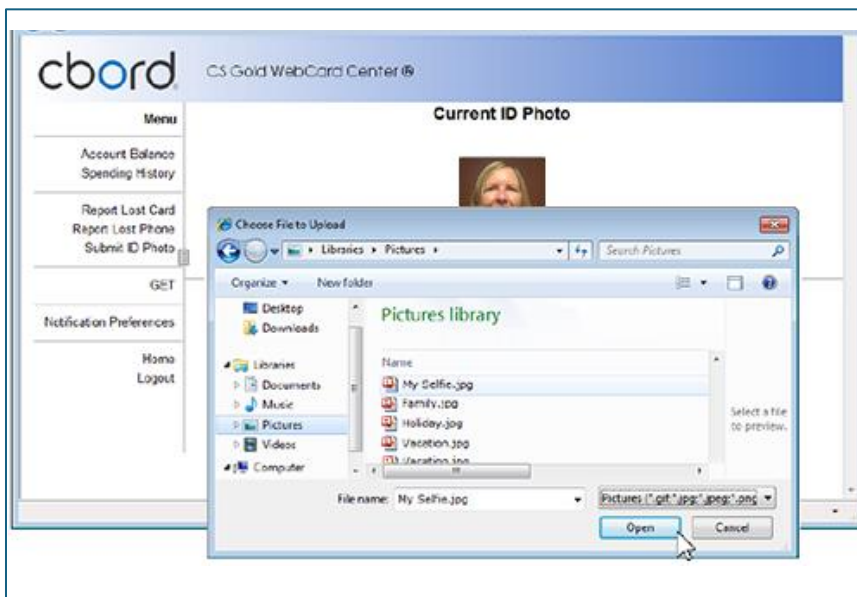 cbord
CS Gold WebCard Center ®
Menu
Account Balance
Spending History
Report Lost Card
Report Lost Phone
Submit ID Photo
GET
Notification Preferences
Home
Logout
Current ID Photo
Choose File to Upload
Libraries Pictures
Search Pictures
Organize New folder
Desktop
Downloads
Libraries
Documents
Music
Pictures
Videos
Computer
Pictures library
Name
My Selfie.jpg
Family.jpg
Holiday.jpg
Vacation.jpg
Vacation.jpg
Select a file
to preview.
File name: My Selfie.jpg
Pictures (*.gif;*.jpg;*.jpeg;*.png
Open Cancel